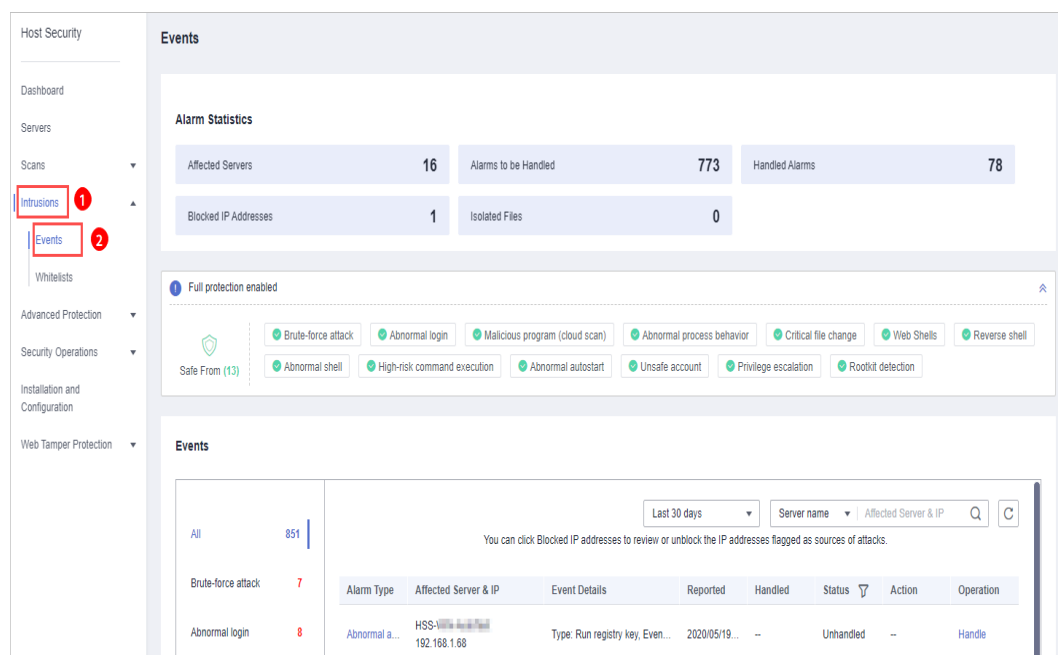 Host Security
Dashboard
Servers
Scans
Intrusions
1
Events
2
Whitelists
Advanced Protection
Security Operations
Installation and
Configuration
Web Tamper Protection
Events
Alarm Statistics
Affected Servers 16
Alarms to be Handled 773
Handled Alarms 78
Blocked IP Addresses 1
Isolated Files 0
Full protection enabled
Safe From (13)
Brute-force attack Abnormal login Malicious program (cloud scan) Abnormal process behavior Critical file change Web Shells Reverse shell
Abnormal shell High-risk command execution Abnormal autostart Unsafe account Privilege escalation Rootkit detection
Events
All 851
Brute-force attack 7
Abnormal login 8
Last 30 days Server name Affected Server & IP
You can click Blocked IP addresses to review or unblock the IP addresses flagged as sources of attacks.
Alarm Type Affected Server & IP Event Details Reported Handled Status Action Operation
Abnormal a... HSS-
192.168.1.68
Type: Run registry key, Even... 2020/05/19... -- Unhandled -- Handle